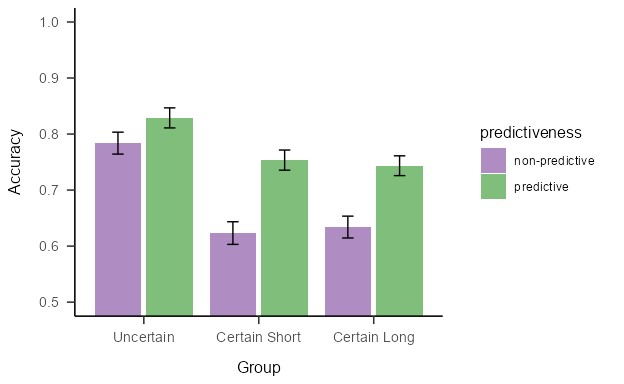 1.0
0.9
0.8
0.7
0.6
0.5
Accuracy
Uncertain
Certain Short
Certain Long
Group
predictiveness
non-predictive
predictive